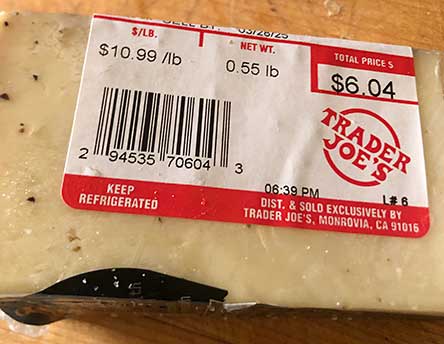 SELL BY: 03/28/25
$/LB.
$10.99 /lb
NET WT.
0.55 lb
TOTAL PRICE $
$6.04
2 94535 70604 3
TRADER
JOE'S
KEEP
REFRIGERATED
06:39 PM
L# 6
DIST. & SOLD EXCLUSIVELY BY
TRADER JOE'S, MONROVIA, CA 91016